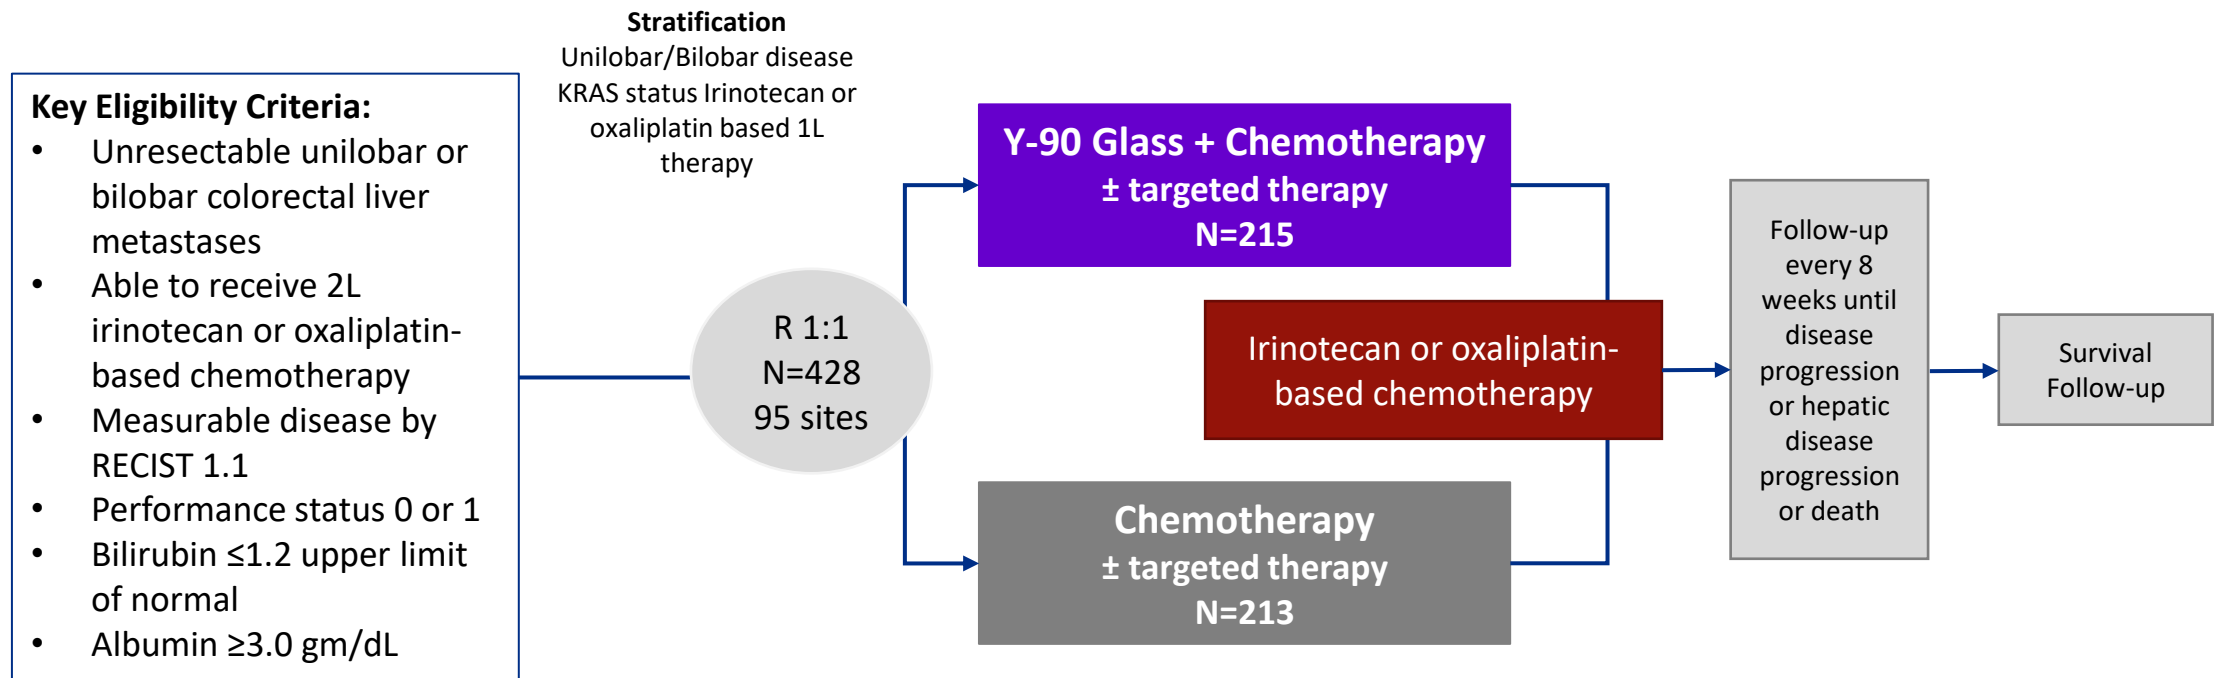 Stratification
Unilobar/Bilobar disease
KRAS status Irinotecan or
oxaliplatin based 1L
therapy
Key Eligibility Criteria:
• Unresectable unilobar or
bilobar colorectal liver
metastases
• Able to receive 2L
irinotecan or oxaliplatin-
based chemotherapy
• Measurable disease by
RECIST 1.1
• Performance status 0 or 1
• Bilirubin ≤1.2 upper limit
of normal
• Albumin ≥3.0 gm/dL
R 1:1
N=428
95 sites
Y-90 Glass + Chemotherapy
± targeted therapy
N=215
Irinotecan or oxaliplatin-
based chemotherapy
Chemotherapy
± targeted therapy
N=213
Follow-up
every 8
weeks until
disease
progression
or hepatic
disease
progression
or death
Survival
Follow-up